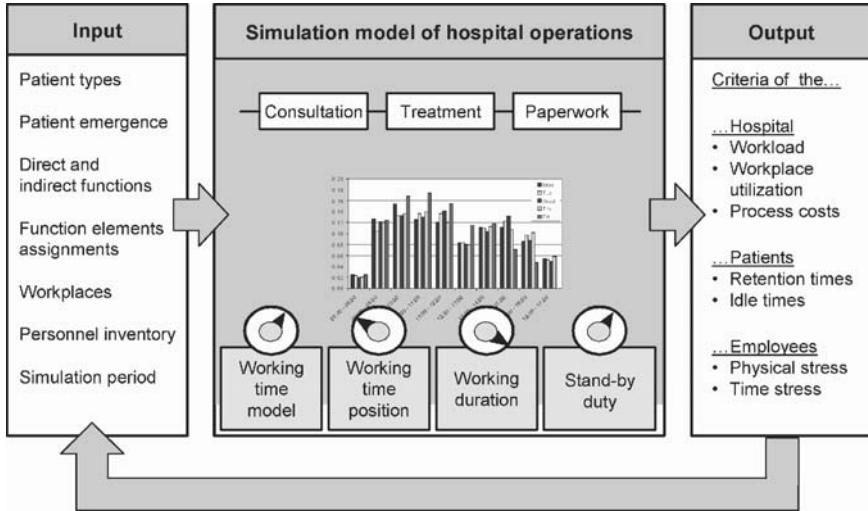 Input
Patient types
Patient emergence
Direct and
indirect functions
Function elements
assignments
Workplaces
Personnel inventory
Simulation period
Simulation model of hospital operations
Consultation
Treatment
Paperwork
Working
time
model
Working
time
position
Working
duration
Stand-by
duty
Output
Criteria of the…
…Hospital
• Workload
• Workplace
utilization
• Process costs
…Patients
• Retention times
• Idle times
…Employees
• Physical stress
• Time stress